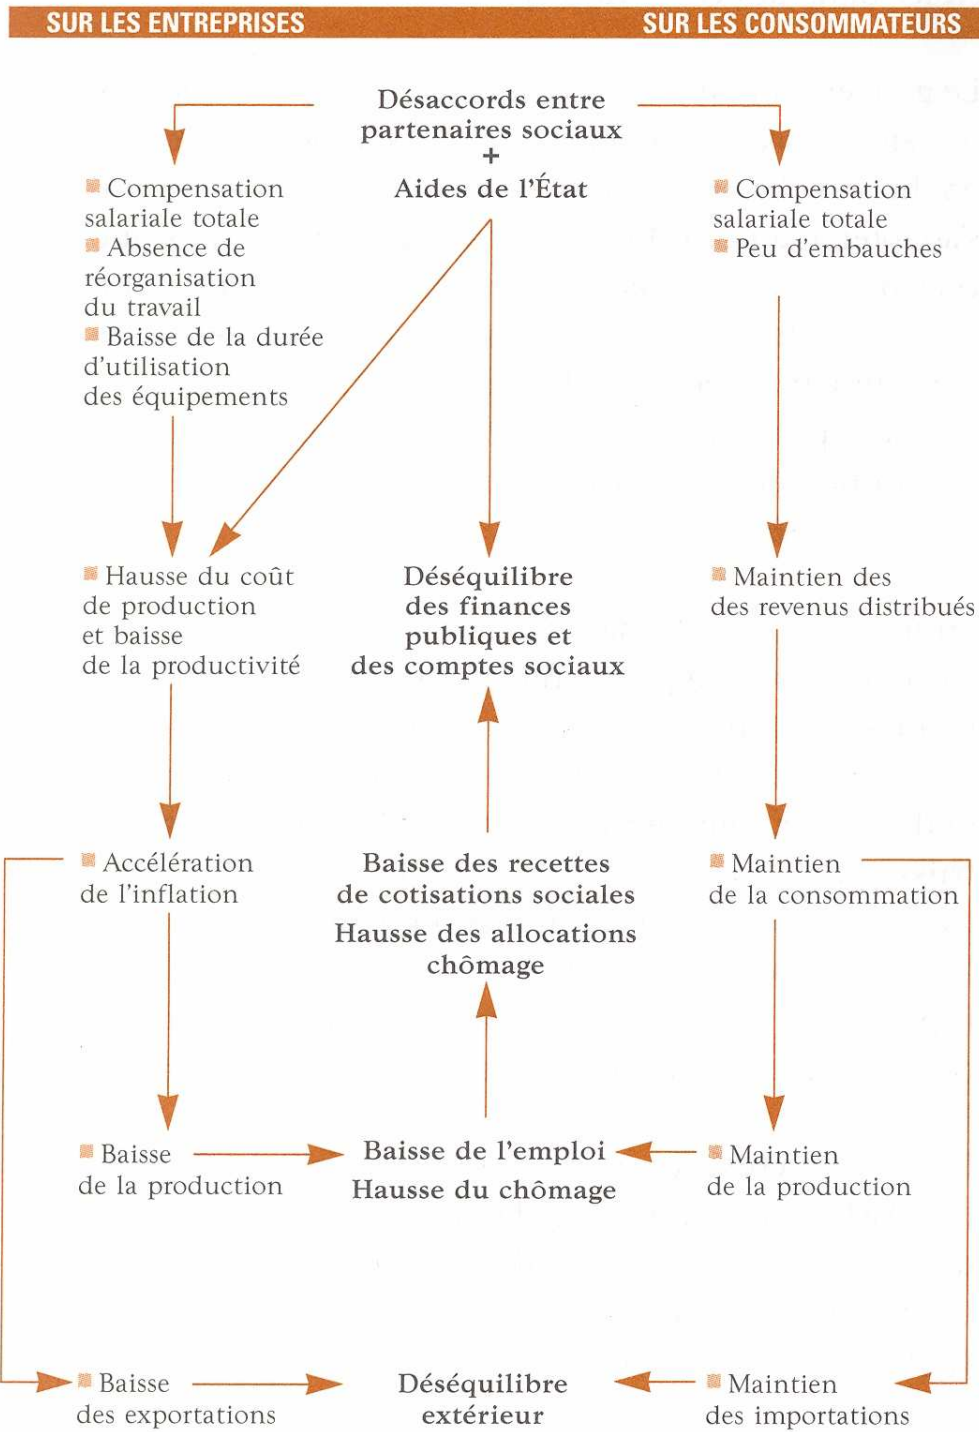 SUR LES ENTREPRISES
SUR LES CONSOMMATEURS
Désaccords entre
partenaires sociaux
+
Aides de l'État
Compensation
salariale totale
Absence de
réorganisation
du travail
Baisse de la durée
d'utilisation
des équipements
Compensation
salariale totale
Peu d'embauches
Hausse du coût
de production
et baisse
de la productivité
Déséquilibre
des finances
publiques et
des comptes sociaux
Maintien des
des revenus distribués
Accélération
de l'inflation
Baisse des recettes
de cotisations sociales
Hausse des allocations
chômage
Maintien
de la consommation
Baisse
de la production
Baisse de l'emploi
Hausse du chômage
Maintien
de la production
Baisse
des exportations
Déséquilibre
extérieur
Maintien
des importations